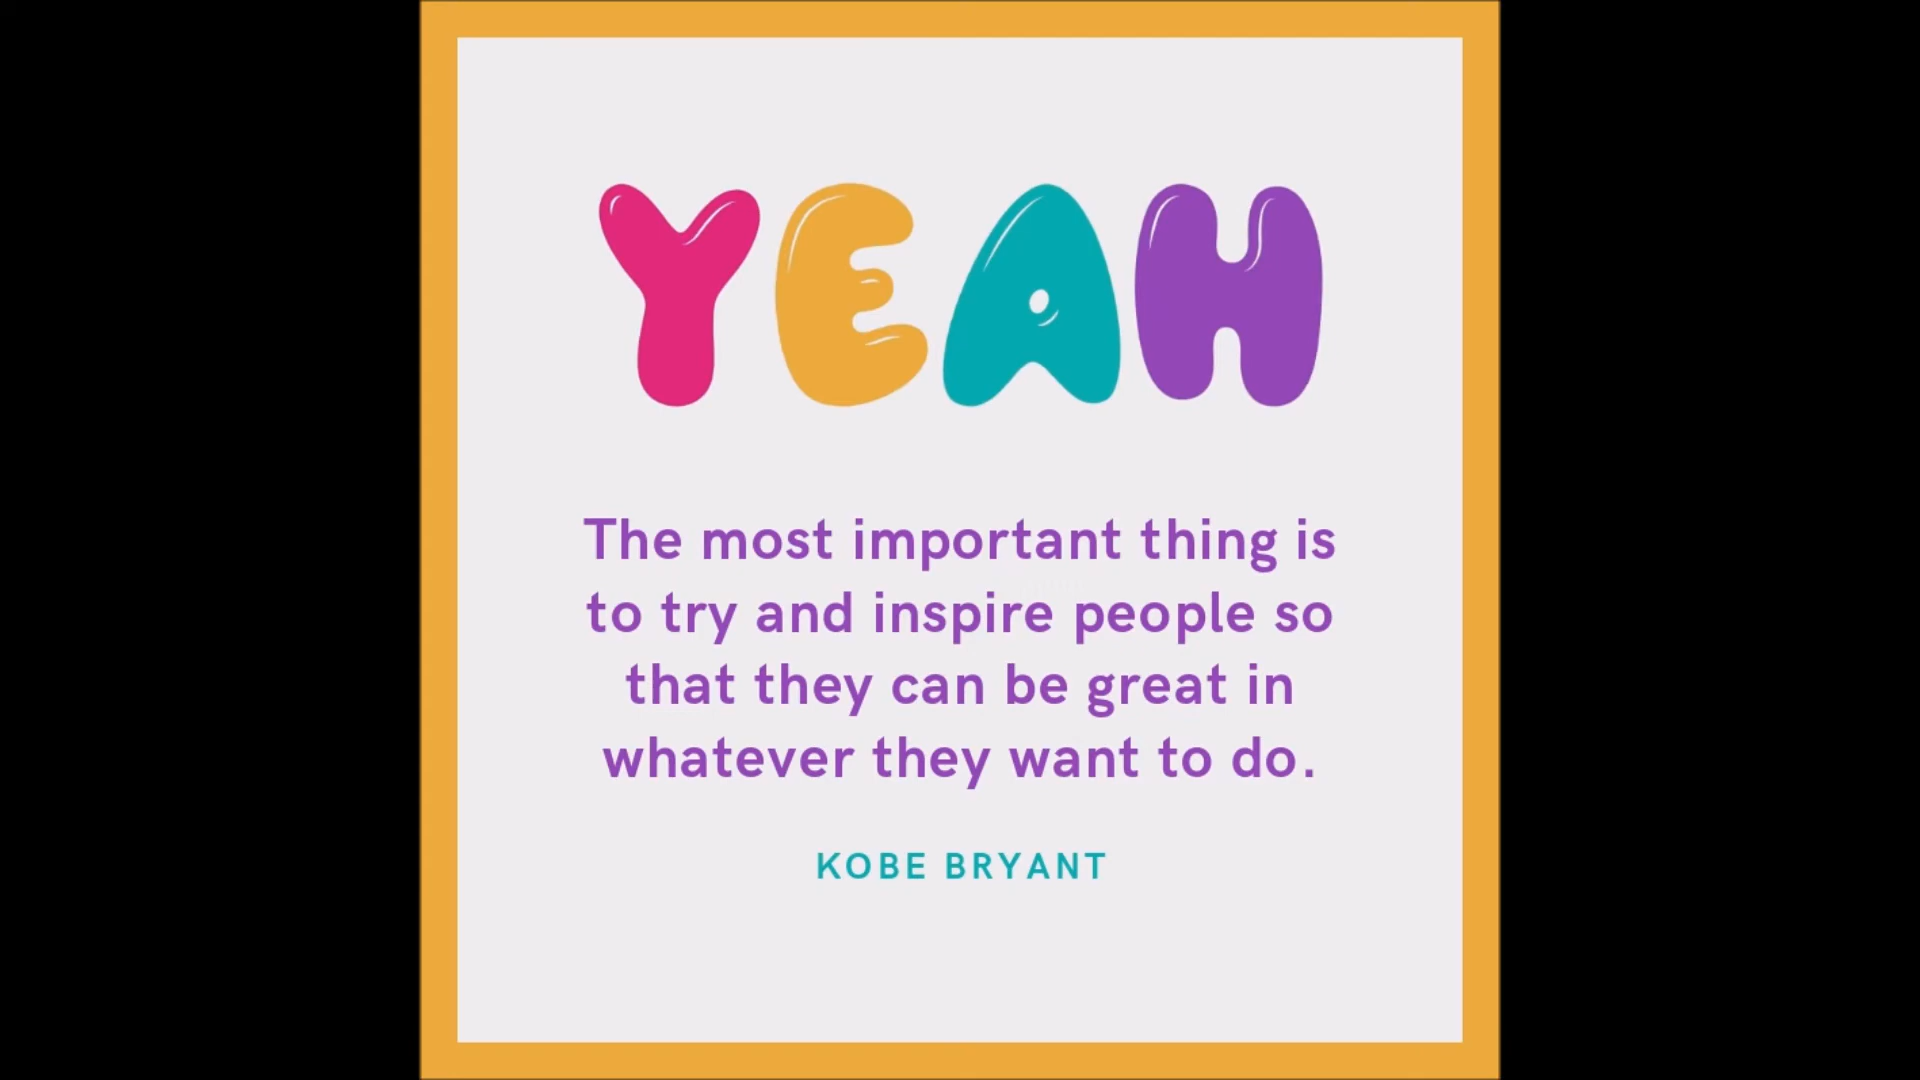 YEAH
The most important thing is
to try and inspire people so
that they can be great in
whatever they want to do.
KOBE BRYANT